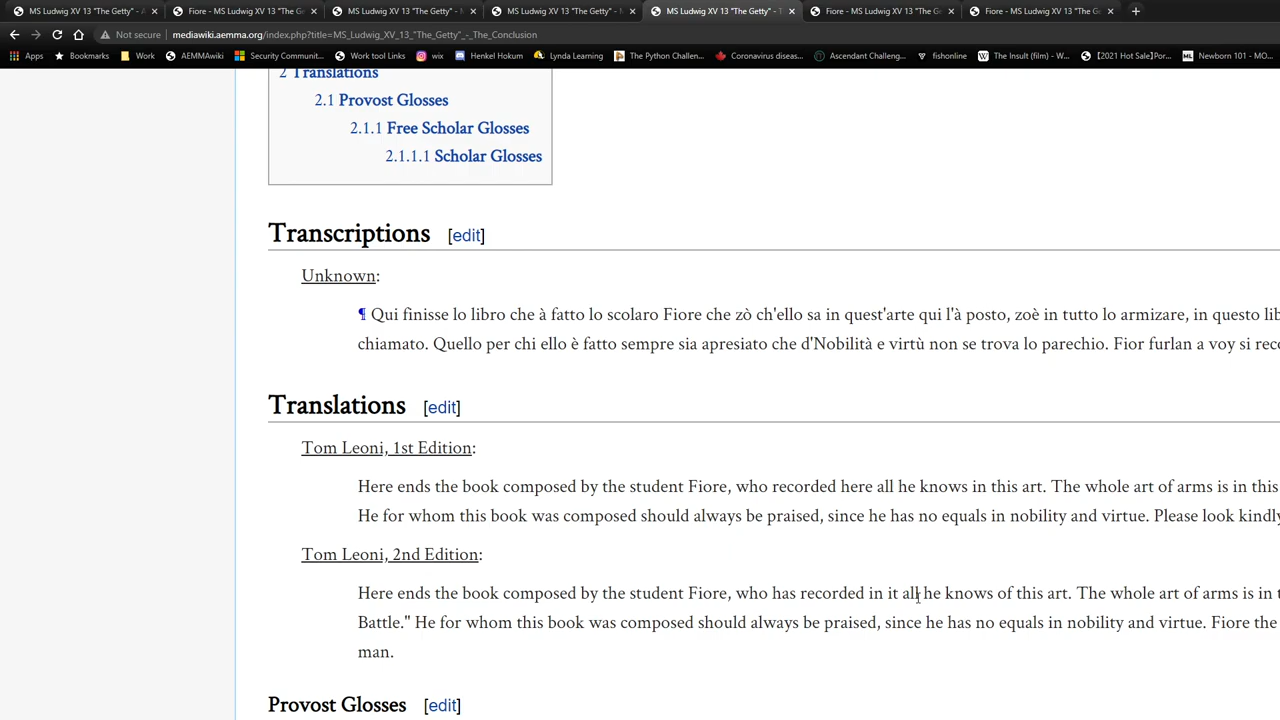 MS Ludwig XV 13 "The Getty" - A
Fiore - MS Ludwig XV 13 "The Ge
MS Ludwig XV 13 "The Getty" - M
MS Ludwig XV 13 "The Getty" - M
MS Ludwig XV 13 "The Getty" - T
Fiore - MS Ludwig XV 13 "The Ge
Fiore - MS Ludwig XV 13 "The Ge
Not secure mediawiki.aemma.org/index.php?title=MS_Ludwig_XV_13_"The_Getty"_-_The_Conclusion
Apps Bookmarks Work AEMMAwiki Security Compass... Work tool Links wix Henkel Hokum Lynda Learning The Python Challen... Coronavirus diseas... Ascendant Challeng... fishonline The Insult (film) - W... 【2021 Hot Sale】Por... Newborn 101 - MO...
2 Translations
2.1 Provost Glosses
2.1.1 Free Scholar Glosses
2.1.1.1 Scholar Glosses
Transcriptions [edit]
Unknown:
¶ Qui finisse lo libro che à fatto lo scolaro Fiore che zò ch'ello sa in quest'arte qui l'à posto, zoè in tutto lo armizare, in questo lib
chiamato. Quello per chi ello è fatto sempre sia apresiato che d'Nobilità e virtù non se trova lo parechio. Fior furlan a voy si reco
Translations [edit]
Tom Leoni, 1st Edition:
Here ends the book composed by the student Fiore, who recorded here all he knows in this art. The whole art of arms is in this
He for whom this book was composed should always be praised, since he has no equals in nobility and virtue. Please look kindly
Tom Leoni, 2nd Edition:
Here ends the book composed by the student Fiore, who has recorded in it all he knows of this art. The whole art of arms is in t
Battle." He for whom this book was composed should always be praised, since he has no equals in nobility and virtue. Fiore the
man.
Provost Glosses [edit]